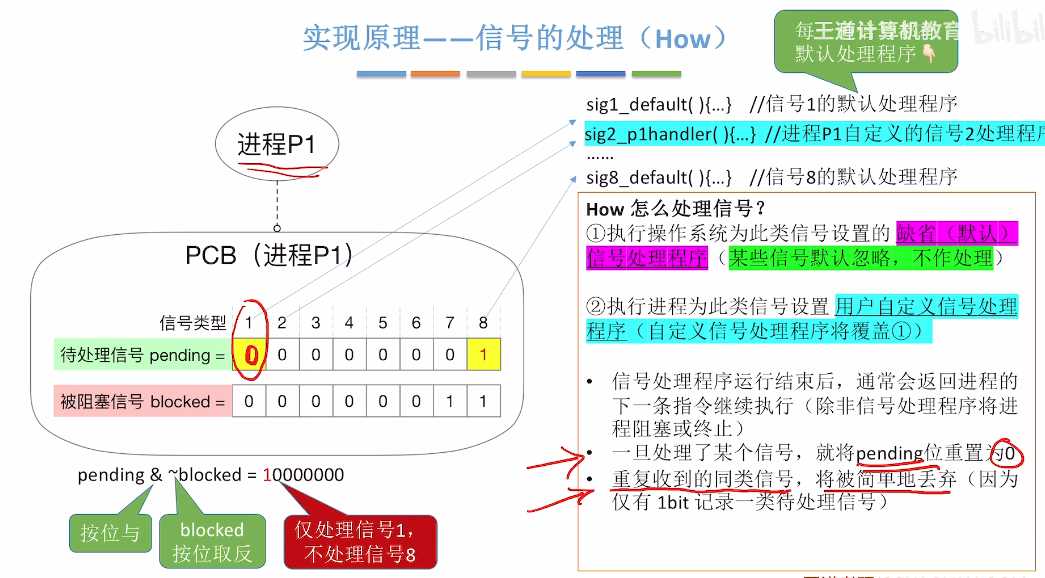 实现原理——信号的处理（How）
王道计算机教育
bilibili
默认处理程序👇
sig1_default( ){…} //信号1的默认处理程序
sig2_p1handler( ){…} //进程P1自定义的信号2处理程序
……
sig8_default( ){…} //信号8的默认处理程序
进程P1
PCB（进程P1）
信号类型 1 2 3 4 5 6 7 8
待处理信号 pending = 0 0 0 0 0 0 0 1
被阻塞信号 blocked = 0 0 0 0 0 0 1 1
pending & ~blocked = 10000000
按位与
blocked
按位取反
仅处理信号1，
不处理信号8
How 怎么处理信号？
①执行操作系统为此类信号设置的 缺省（默认）
信号处理程序（某些信号默认忽略，不作处理）
②执行进程为此类信号设置 用户自定义信号处理
程序（自定义信号处理程序将覆盖①）
• 信号处理程序运行结束后，通常会返回进程的
下一条指令继续执行（除非信号处理程序将进
程阻塞或终止）
• 一旦处理了某个信号，就将pending位重置为0
• 重复收到的同类信号，将被简单地丢弃（因为
仅有 1bit 记录一类待处理信号）